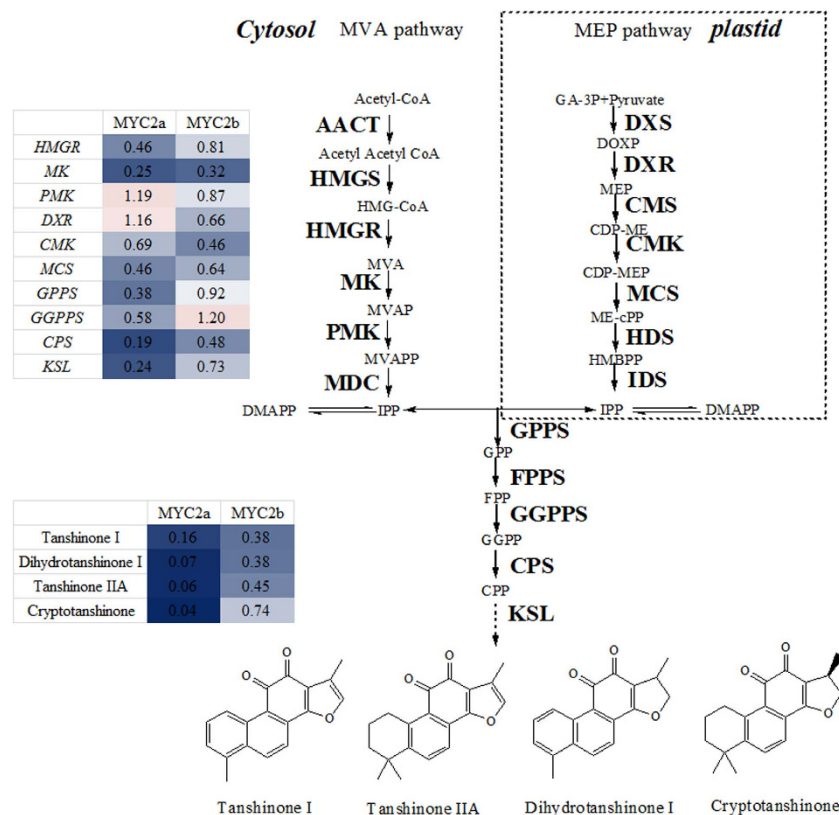 Cytosol MVA pathway
MEP pathway plastid
MYC2a MYC2b
HMGR 0.46 0.81
MK 0.25 0.32
PMK 1.19 0.87
DXR 1.16 0.66
CMK 0.69 0.46
MCS 0.46 0.64
GPPS 0.38 0.92
GGPPS 0.58 1.20
CPS 0.19 0.48
KSL 0.24 0.73
Acetyl-CoA
AACT
Acetyl Acetyl CoA
HMGS
HMG-CoA
HMGR
MVA
MK
MVAP
PMK
MVAPP
MDC
DMAPP IPP
GA-3P+Pyruvate
DXS
DOXP
DXR
MEP
CMS
CDP-ME
CMK
CDP-MEP
MCS
ME-cPP
HDS
HMBPP
IDS
IPP DMAPP
GPPS
GPP
FPPS
FPP
GGPPS
GGPP
CPS
CPP
KSL
MYC2a MYC2b
Tanshinone I 0.16 0.38
Dihydrotanshinone I 0.07 0.38
Tanshinone IIA 0.06 0.45
Cryptotanshinone 0.04 0.74
O O O
O O O
O O O
O O O
Tanshinone I Tanshinone IIA Dihydrotanshinone I Cryptotanshinone